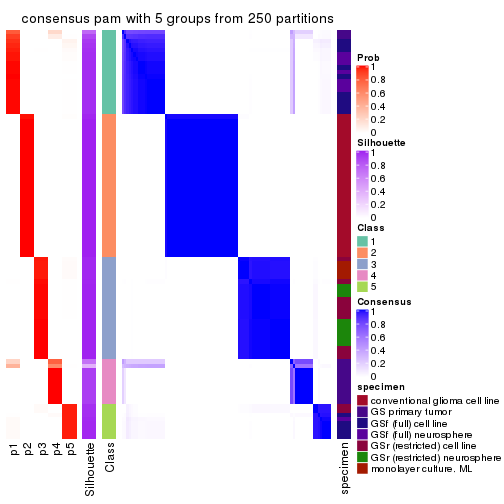 consensus pam with 5 groups from 250 partitions
Prob
1
0.8
0.6
0.4
0.2
0
Silhouette
1
0.8
0.6
0.4
0.2
0
Class
1
2
3
4
5
Consensus
1
0.8
0.6
0.4
0.2
0
specimen
conventional glioma cell line
GS primary tumor
GSf (full) cell line
GSf (full) neurosphere
GSr (restricted) cell line
GSr (restricted) neurosphere
monolayer culture. ML
p1
p2
p3
p4
p5
Silhouette
Class
specimen